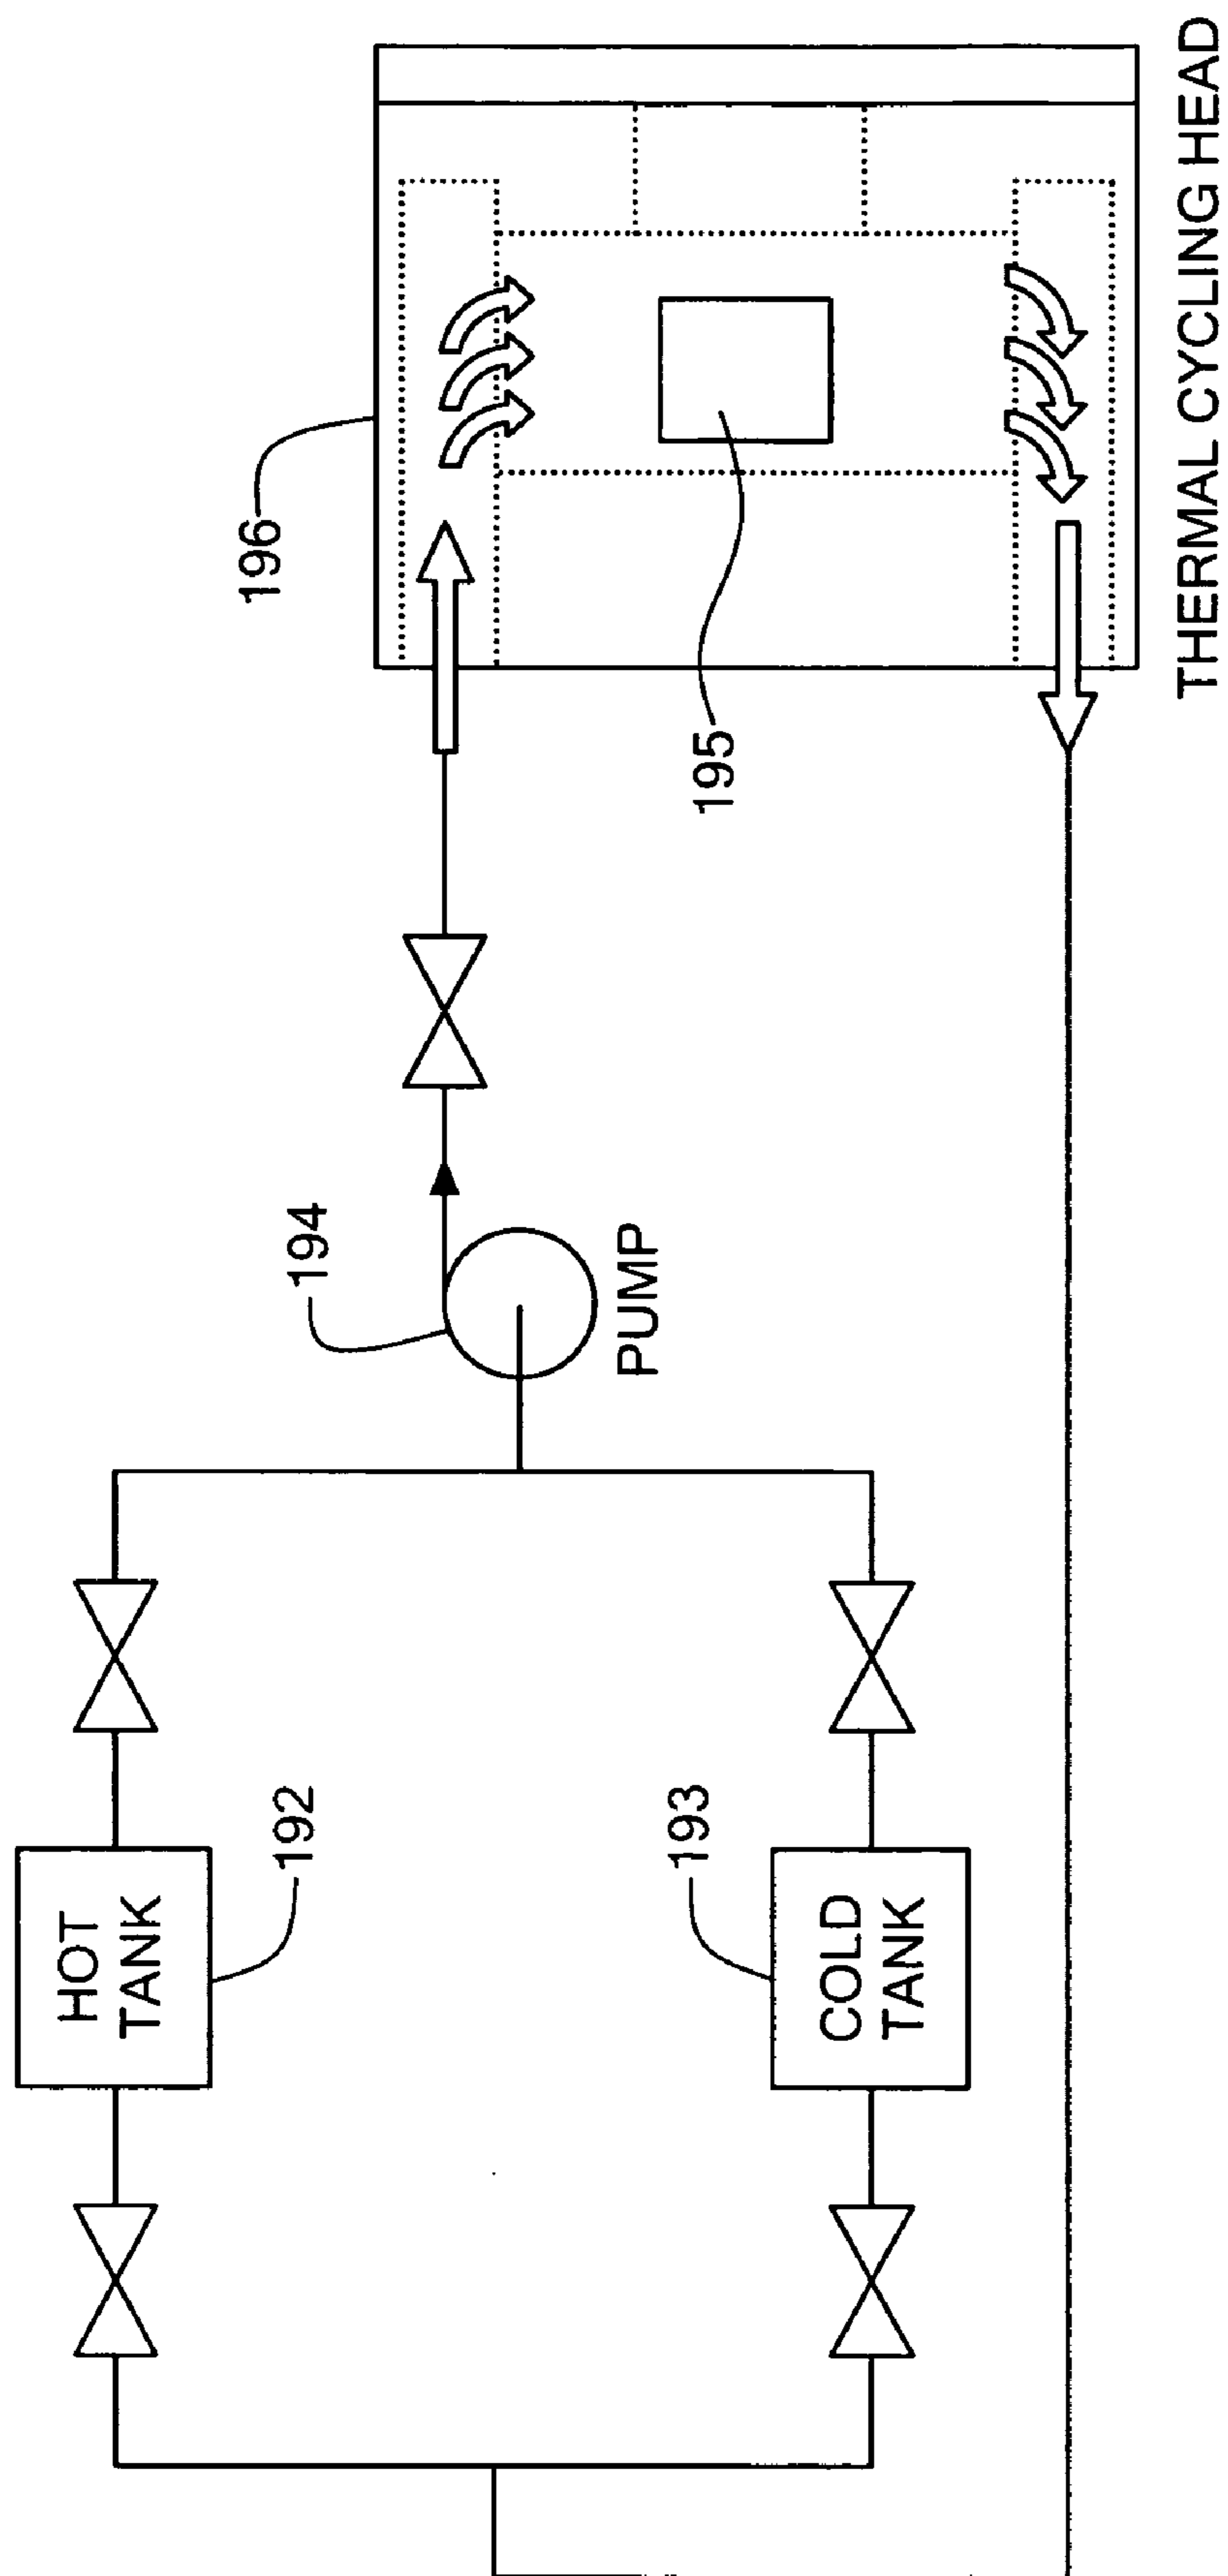 HOT
TANK
192
COLD
TANK
193
194
PUMP
196
195
THERMAL CYCLING HEAD